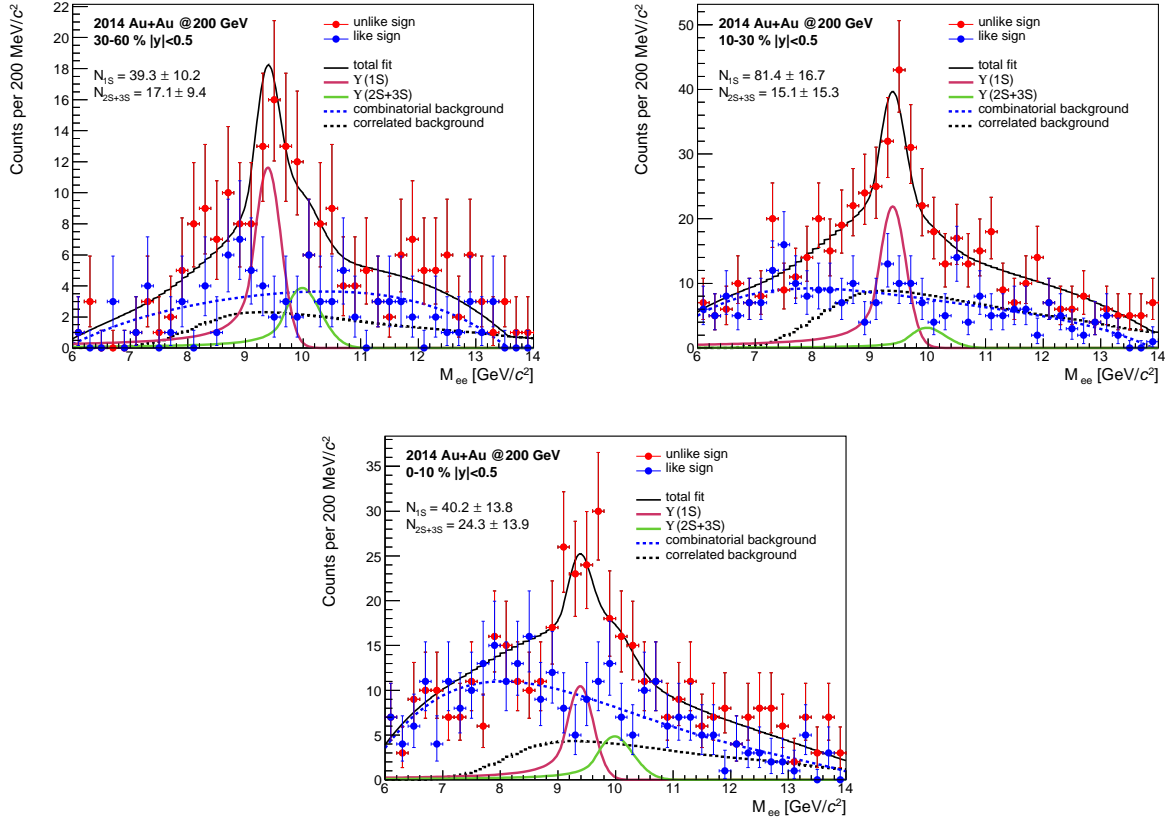 2014 Au+Au @200 GeV
30-60 % |y|<0.5
N1S = 39.3 ± 10.2
N2S+3S = 17.1 ± 9.4
unlike sign
like sign
total fit
ϒ (1S)
ϒ (2S+3S)
combinatorial background
correlated background
Counts per 200 MeV/c²
22
20
18
16
14
12
10
8
6
4
2
0
6 7 8 9 10 11 12 13 14
Mee [GeV/c²]
2014 Au+Au @200 GeV
10-30 % |y|<0.5
N1S = 81.4 ± 16.7
N2S+3S = 15.1 ± 15.3
unlike sign
like sign
total fit
ϒ (1S)
ϒ (2S+3S)
combinatorial background
correlated background
Counts per 200 MeV/c²
50
40
30
20
10
0
6 7 8 9 10 11 12 13 14
Mee [GeV/c²]
2014 Au+Au @200 GeV
0-10 % |y|<0.5
N1S = 40.2 ± 13.8
N2S+3S = 24.3 ± 13.9
unlike sign
like sign
total fit
ϒ (1S)
ϒ (2S+3S)
combinatorial background
correlated background
Counts per 200 MeV/c²
35
30
25
20
15
10
5
0
6 7 8 9 10 11 12 13 14
Mee [GeV/c²]